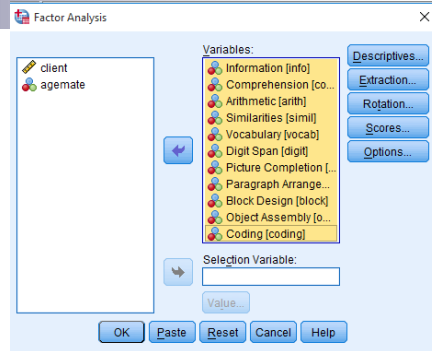 Factor Analysis
Variables:
client
agemate
Information [info]
Comprehension [co...
Arithmetic [arith]
Similarities [simil]
Vocabulary [vocab]
Digit Span [digit]
Picture Completion [...
Paragraph Arrange...
Block Design [block]
Object Assembly [o...
Coding [coding]
Selection Variable:
Value...
Descriptives...
Extraction...
Rotation...
Scores...
Options...
OK Paste Reset Cancel Help